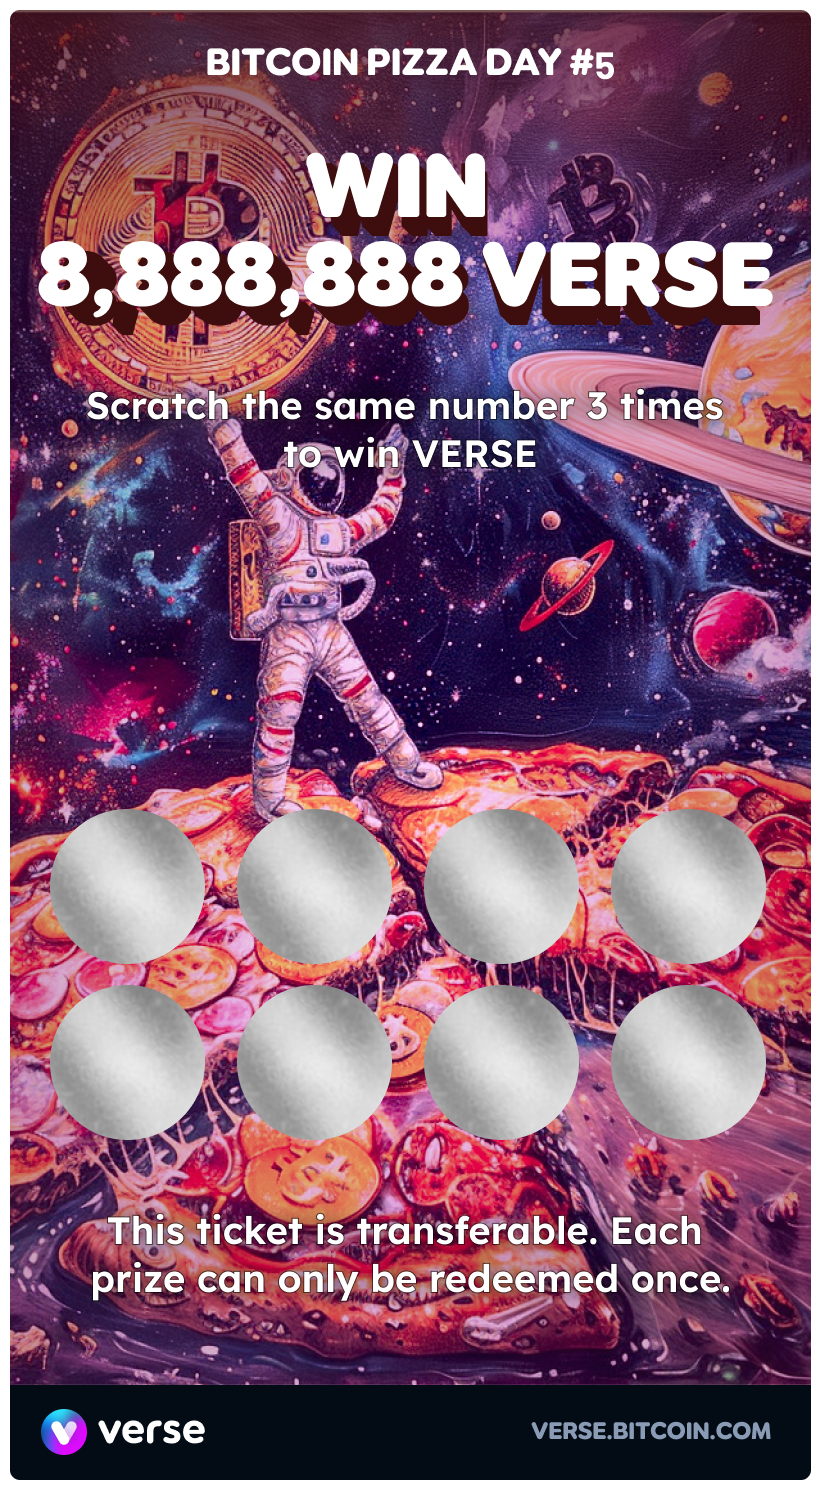 BITCOIN PIZZA DAY #5
WIN
8,888,888 VERSE
Scratch the same number 3 times
to win VERSE
This ticket is transferable. Each
prize can only be redeemed once.
verse
VERSE.BITCOIN.COM